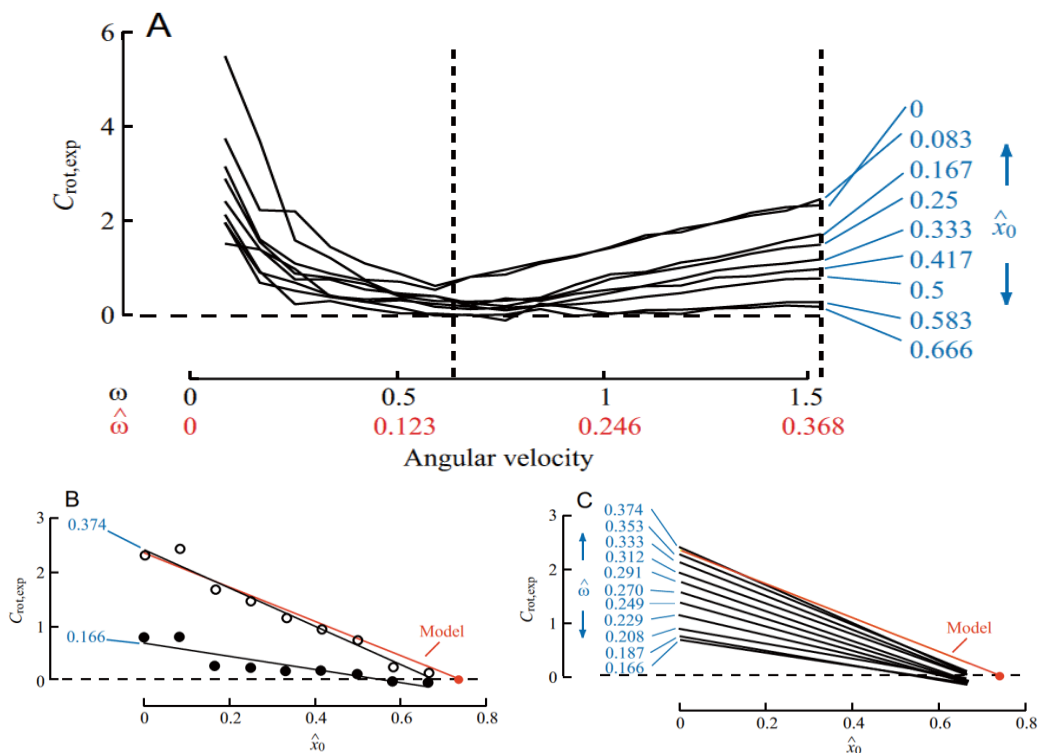 A
6
4
2
0
C_rot,exp
0
0.083
0.167
0.25
0.333
0.417
0.5
0.583
0.666
x̂₀
ω 0 0.5 1 1.5
ω̂ 0 0.123 0.246 0.368
Angular velocity
B
3
2
1
0
C_rot,exp
0.374
0.166
Model
0 0.2 0.4 0.6 0.8
x̂₀
C
3
2
1
0
C_rot,exp
0.374
0.353
0.333
0.312
0.291
0.270
0.249
0.229
0.208
0.187
0.166
ω̂
Model
0 0.2 0.4 0.6 0.8
x̂₀